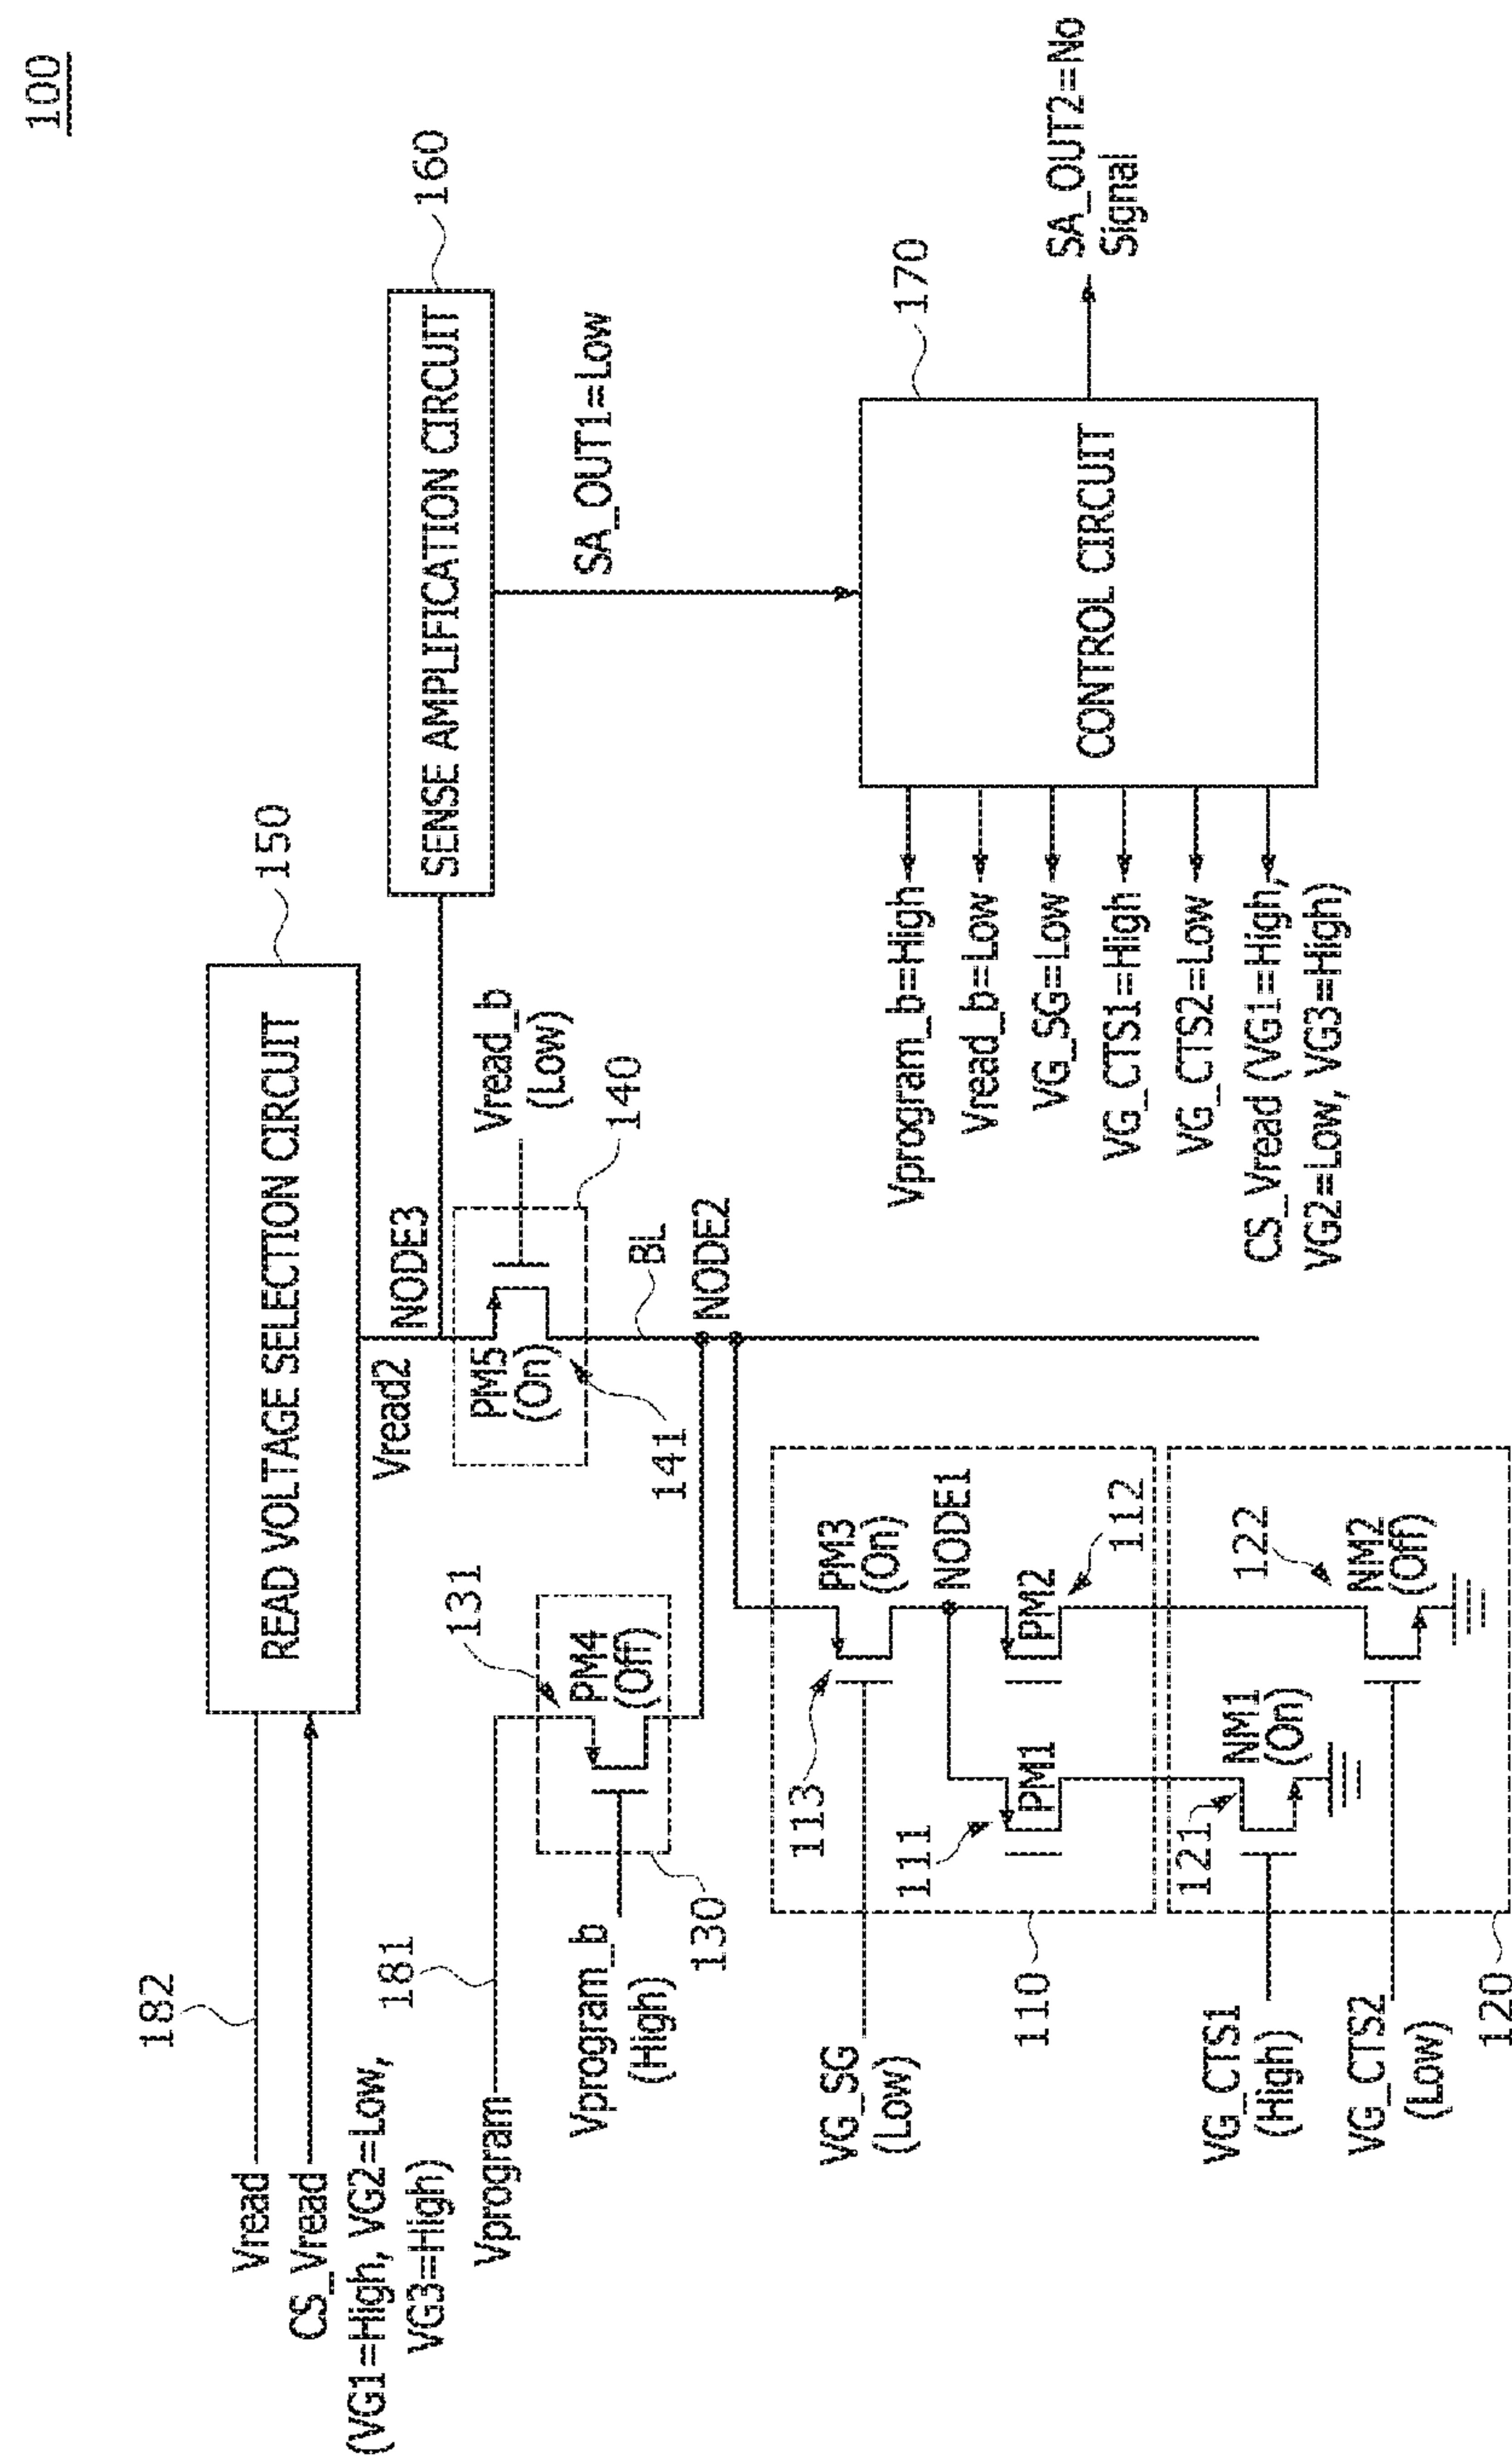 100
182
Vread
CS_Vread
(VG1=High, VG2=Low,
VG3=High)
READ VOLTAGE SELECTION CIRCUIT
150
Vread2
NODE3
SENSE AMPLIFICATION CIRCUIT
160
SA_OUT1=Low
181
Vprogram
Vprogram_b
(High)
130
131
PM4
(Off)
PM5
(On)
141
Vread_b
(Low)
140
BL
NODE2
VG_SG
(Low)
113
PM3
(On)
NODE1
111
PM1
PM2
112
110
VG_CTS1
(High)
VG_CTS2
(Low)
121
NM1
(On)
122
NM2
(Off)
120
Vprogram_b=High
Vread_b=Low
VG_SG=Low
VG_CTS1=High
VG_CTS2=Low
CS_Vread (VG1=High,
VG2=Low, VG3=High)
CONTROL CIRCUIT
170
SA_OUT2=No
Signal